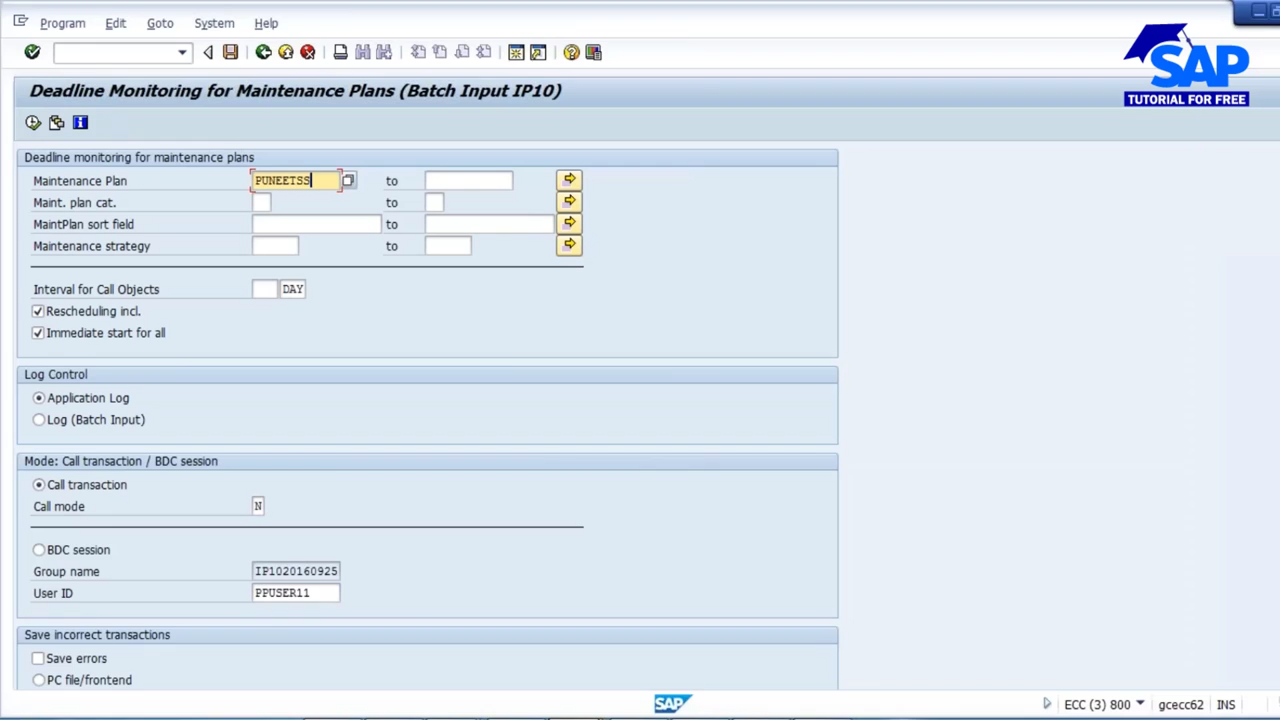 Program Edit Goto System Help
SAP
TUTORIAL FOR FREE
Deadline Monitoring for Maintenance Plans (Batch Input IP10)
Deadline monitoring for maintenance plans
Maintenance Plan PUNEETSS to
Maint. plan cat. to
MaintPlan sort field to
Maintenance strategy to
Interval for Call Objects DAY
Rescheduling incl.
Immediate start for all
Log Control
Application Log
Log (Batch Input)
Mode: Call transaction / BDC session
Call transaction
Call mode N
BDC session
Group name IP1020160925
User ID PPUSER11
Save incorrect transactions
Save errors
PC file/frontend
SAP ECC (3) 800 gcecc62 INS